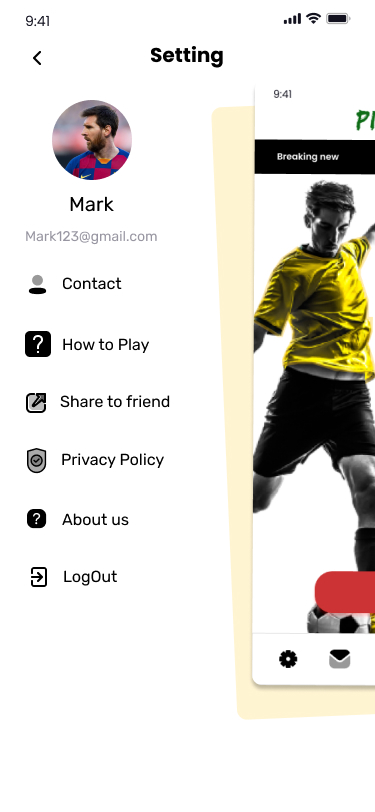 9:41
Setting
9:41
Breaking new
Mark
Mark123@gmail.com
Contact
How to Play
Share to friend
Privacy Policy
About us
LogOut